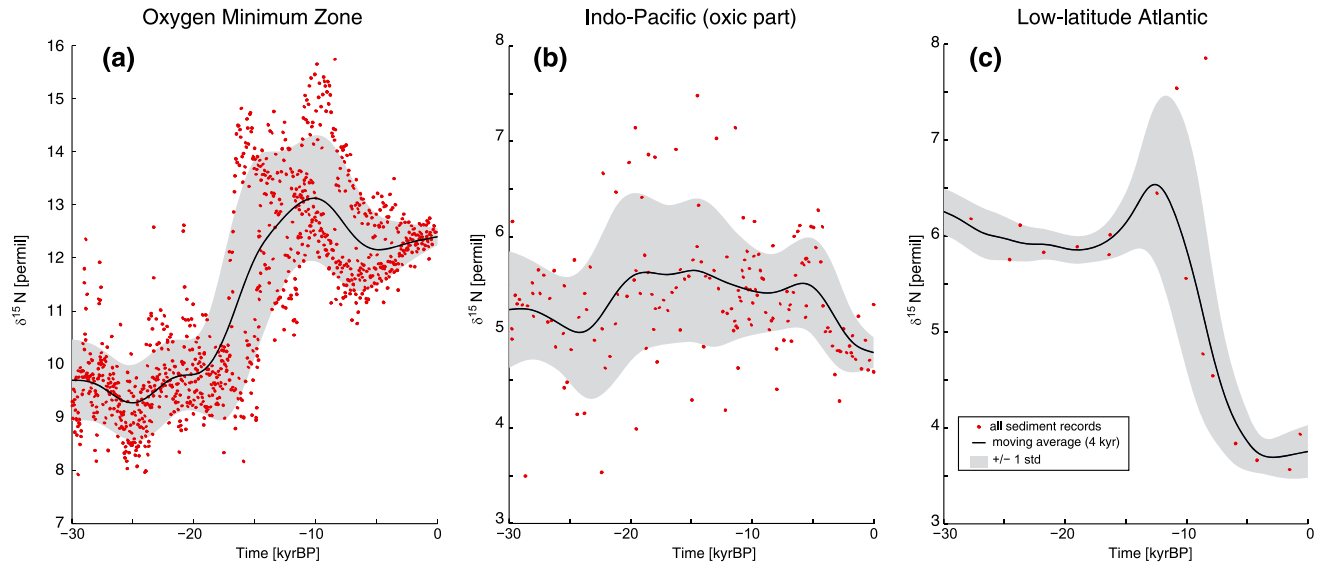 Oxygen Minimum Zone
(a)
16
15
14
13
12
11
10
9
8
7
δ15 N [permil]
−30
−20
−10
0
Time [kyrBP]
Indo-Pacific (oxic part)
(b)
8
7
6
5
4
3
δ15 N [permil]
−30
−20
−10
0
Time [kyrBP]
Low-latitude Atlantic
(c)
8
7
6
5
4
3
δ15 N [permil]
−30
−20
−10
0
Time [kyrBP]
all sediment records
moving average (4 kyr)
+/− 1 std